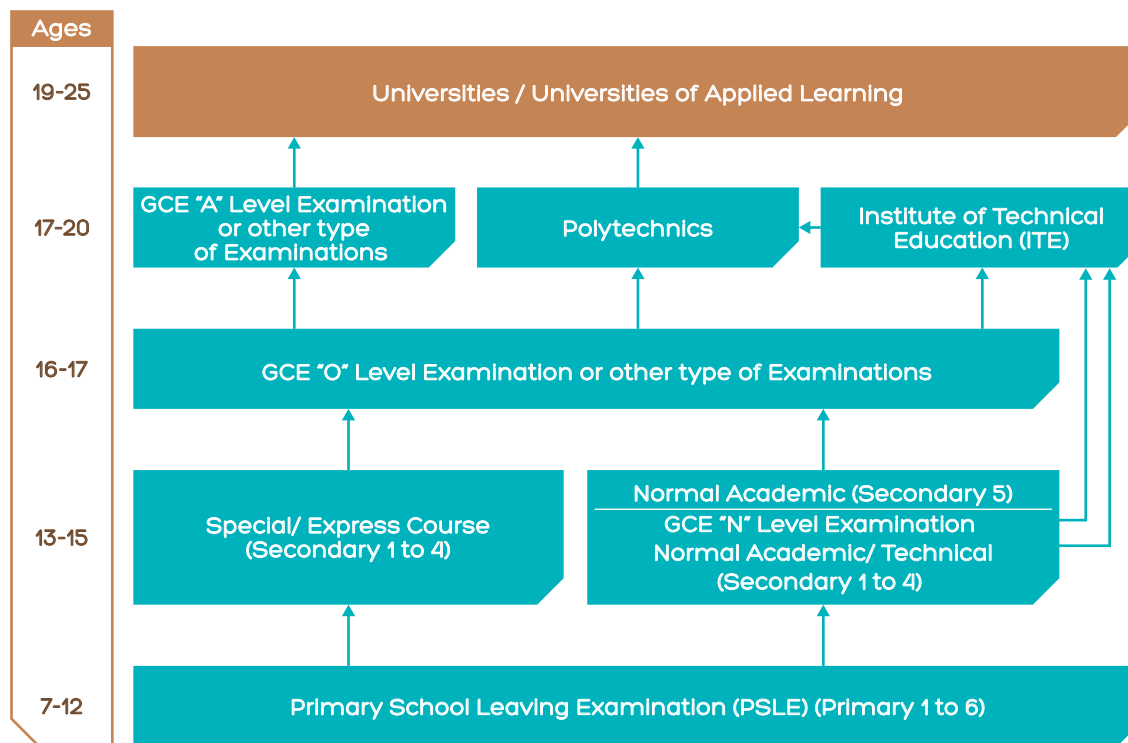 Ages
19-25
Universities / Universities of Applied Learning
17-20
GCE "A" Level Examination
or other type
of Examinations
Polytechnics
Institute of Technical
Education (ITE)
16-17
GCE "O" Level Examination or other type of Examinations
13-15
Special/ Express Course
(Secondary 1 to 4)
Normal Academic (Secondary 5)
GCE "N" Level Examination
Normal Academic/ Technical
(Secondary 1 to 4)
7-12
Primary School Leaving Examination (PSLE) (Primary 1 to 6)